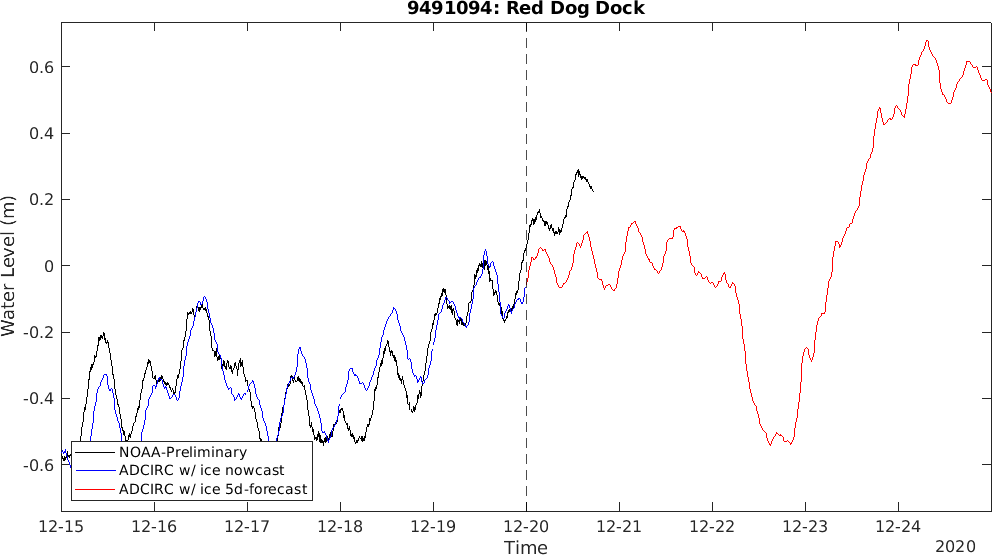 9491094: Red Dog Dock
Water Level (m)
0.6
0.4
0.2
0
-0.2
-0.4
-0.6
NOAA-Preliminary
ADCIRC w/ ice nowcast
ADCIRC w/ ice 5d-forecast
12-15 12-16 12-17 12-18 12-19 12-20 12-21 12-22 12-23 12-24
Time
2020